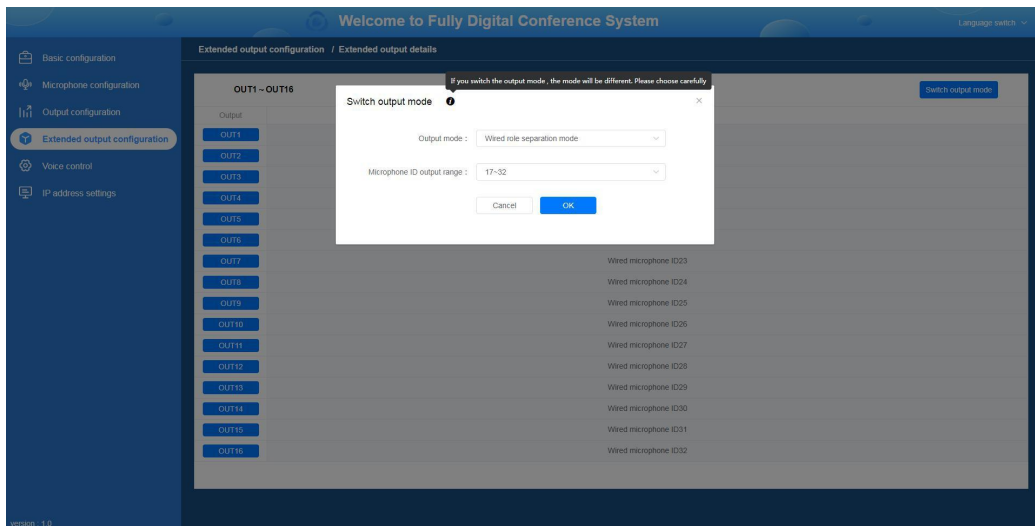 Welcome to Fully Digital Conference System
Language switch
Basic configuration
Microphone configuration
Output configuration
Extended output configuration
Voice control
IP address settings
version : 1.0
Extended output configuration / Extended output details
OUT1~OUT16
Switch output mode
If you switch the output mode , the mode will be different. Please choose carefully
Switch output mode
Output mode : Wired role separation mode
Microphone ID output range : 17~32
Cancel OK
Output
OUT1
OUT2
OUT3
OUT4
OUT5
OUT6
OUT7 Wired microphone ID23
OUT8 Wired microphone ID24
OUT9 Wired microphone ID25
OUT10 Wired microphone ID26
OUT11 Wired microphone ID27
OUT12 Wired microphone ID28
OUT13 Wired microphone ID29
OUT14 Wired microphone ID30
OUT15 Wired microphone ID31
OUT16 Wired microphone ID32